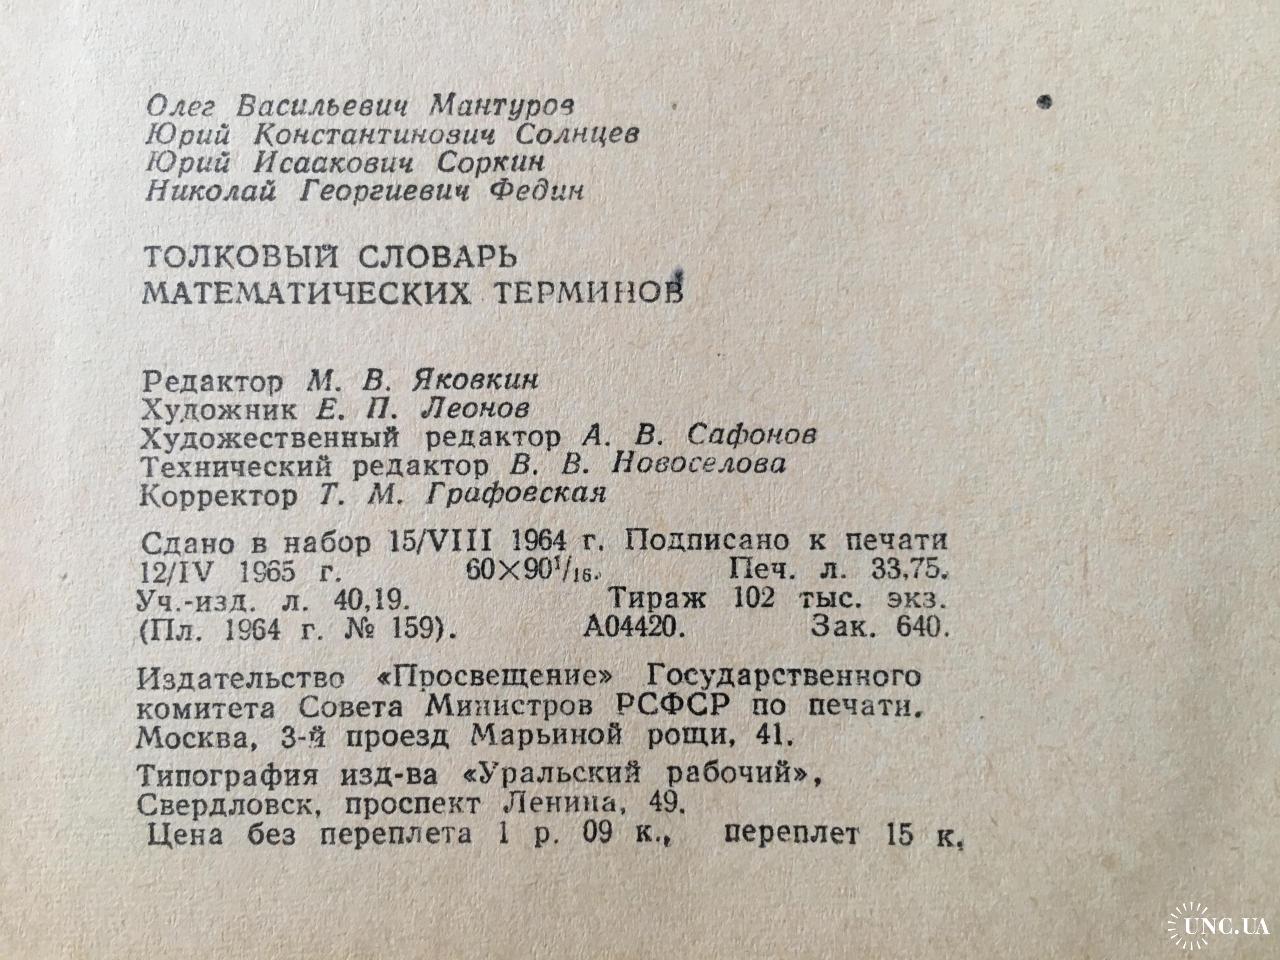 Олег Васильевич Мантуров
Юрий Константинович Солнцев
Юрий Исаакович Соркин
Николай Георгиевич Федин
ТОЛКОВЫЙ СЛОВАРЬ
МАТЕМАТИЧЕСКИХ ТЕРМИНОВ
Редактор М. В. Яковкин
Художник Е. П. Леонов
Художественный редактор А. В. Сафонов
Технический редактор В. В. Новоселова
Корректор Т. М. Графовская
Сдано в набор 15/VIII 1964 г. Подписано к печати
12/IV 1965 г. 60×90¹/₁₆. Печ. л. 33,75.
Уч.-изд. л. 40,19. Тираж 102 тыс. экз.
(Пл. 1964 г. № 159). А04420. Зак. 640.
Издательство «Просвещение» Государственного
комитета Совета Министров РСФСР по печати.
Москва, 3-й проезд Марьиной рощи, 41.
Типография изд-ва «Уральский рабочий»,
Свердловск, проспект Ленина, 49.
Цена без переплета 1 р. 09 к., переплет 15 к.
UNC.UA